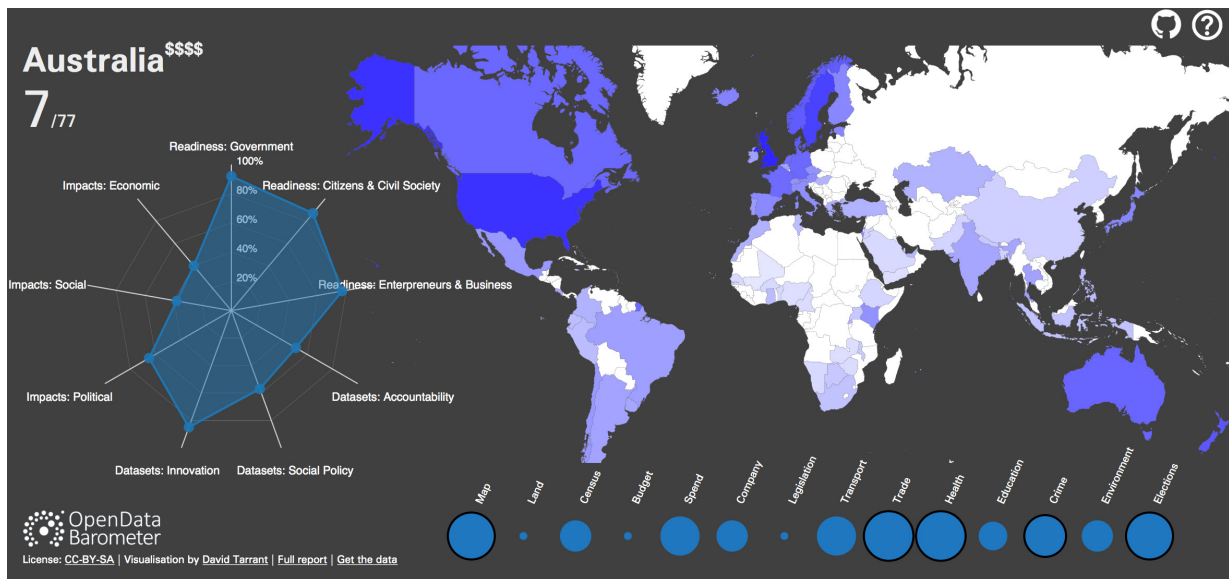 Australia$$$$
7/77
Readiness: Government
100%
Impacts: Economic
Readiness: Citizens & Civil Society
80%
60%
40%
20%
Impacts: Social
Readiness: Enterpreneurs & Business
Impacts: Political
Datasets: Accountability
Datasets: Innovation
Datasets: Social Policy
Map
Land
Census
Budget
Spend
Company
Legislation
Transport
Trade
Health
Education
Crime
Environment
Elections
OpenData
Barometer
License: CC-BY-SA | Visualisation by David Tarrant | Full report | Get the data
?